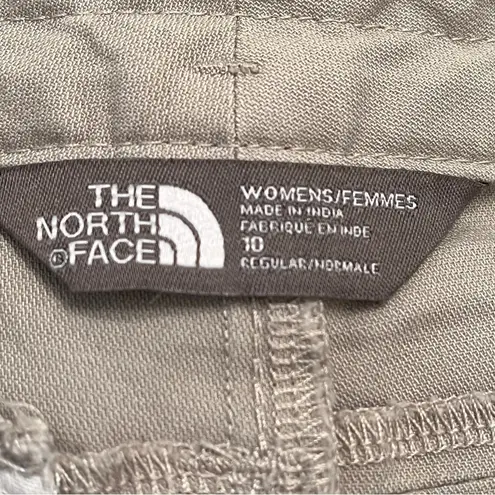 THE
NORTH
®FACE
WOMENS/FEMMES
MADE IN INDIA
FABRIQUE EN INDE
10
REGULAR/NORMALE